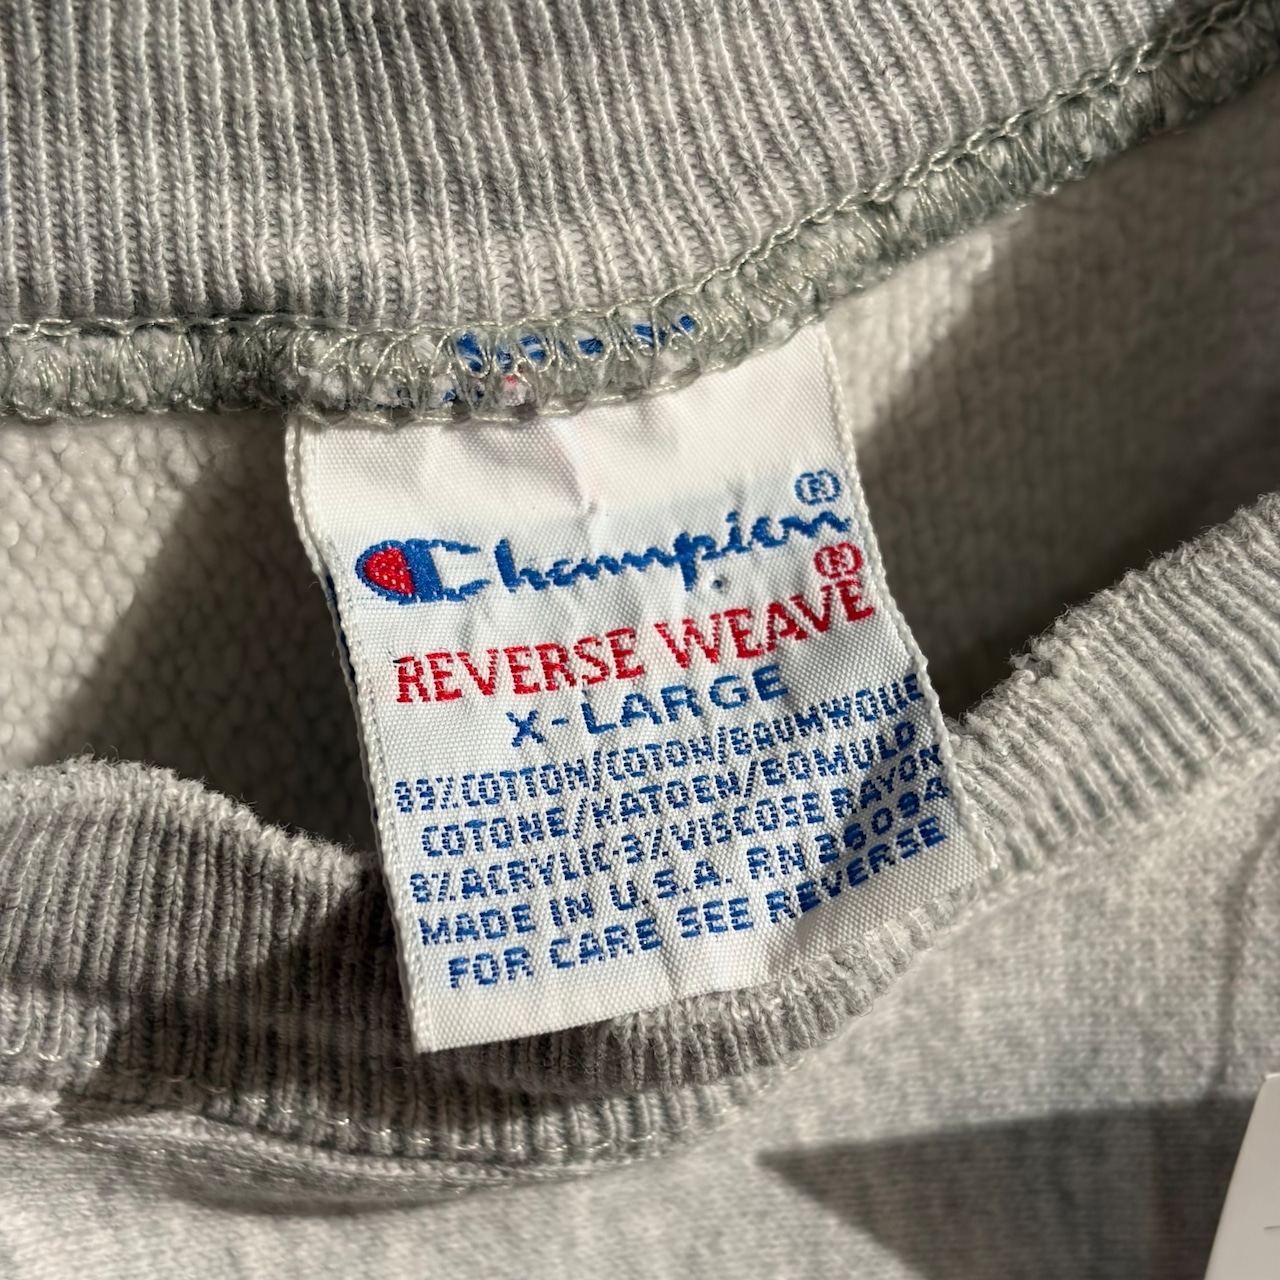 Champion®
REVERSE WEAVE®
X-LARGE
89%COTTON/COTON/BAUMWOLLE
COTONE/KATOEN/BOMULD
8%ACRYLIC-3%VISCOSE RAYON
MADE IN U.S.A. RN 26094
FOR CARE SEE REVERSE